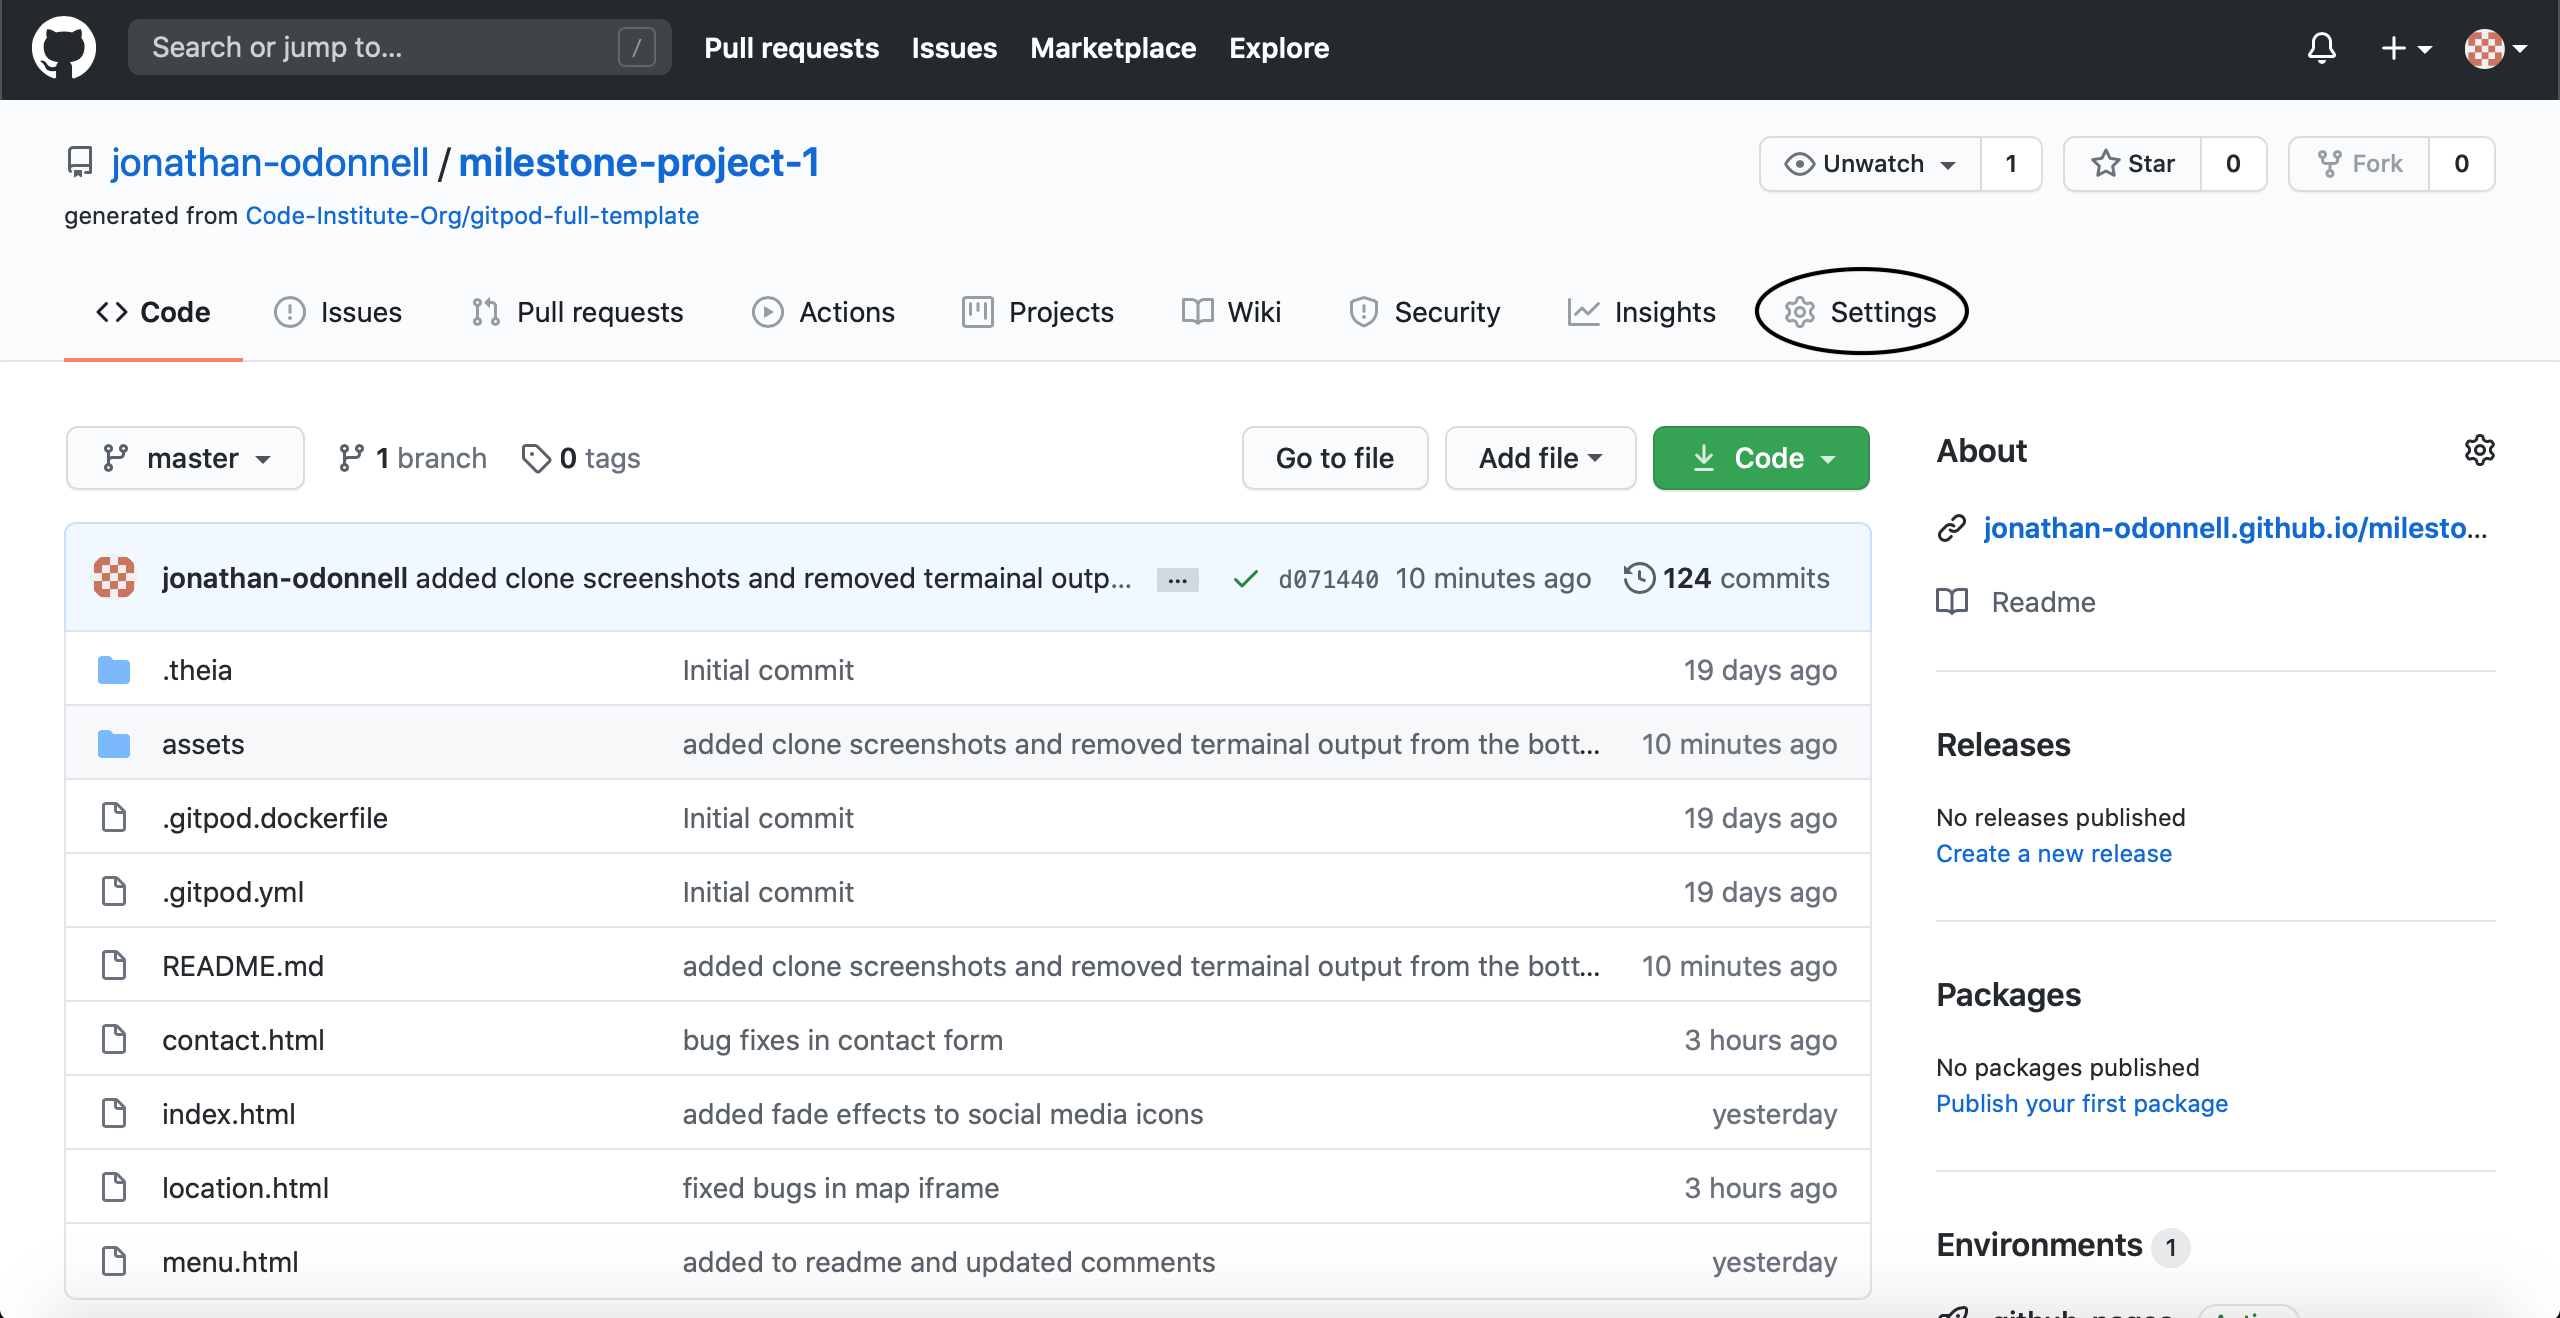 Search or jump to... /
Pull requests Issues Marketplace Explore
jonathan-odonnell / milestone-project-1
Unwatch 1 Star 0 Fork 0
generated from Code-Institute-Org/gitpod-full-template
Code Issues Pull requests Actions Projects Wiki Security Insights Settings
master 1 branch 0 tags Go to file Add file Code
jonathan-odonnell added clone screenshots and removed termainal outp... ... d071440 10 minutes ago 124 commits
.theia Initial commit 19 days ago
assets added clone screenshots and removed termainal output from the bott... 10 minutes ago
.gitpod.dockerfile Initial commit 19 days ago
.gitpod.yml Initial commit 19 days ago
README.md added clone screenshots and removed termainal output from the bott... 10 minutes ago
contact.html bug fixes in contact form 3 hours ago
index.html added fade effects to social media icons yesterday
location.html fixed bugs in map iframe 3 hours ago
menu.html added to readme and updated comments yesterday
About
jonathan-odonnell.github.io/milesto...
Readme
Releases
No releases published
Create a new release
Packages
No packages published
Publish your first package
Environments 1